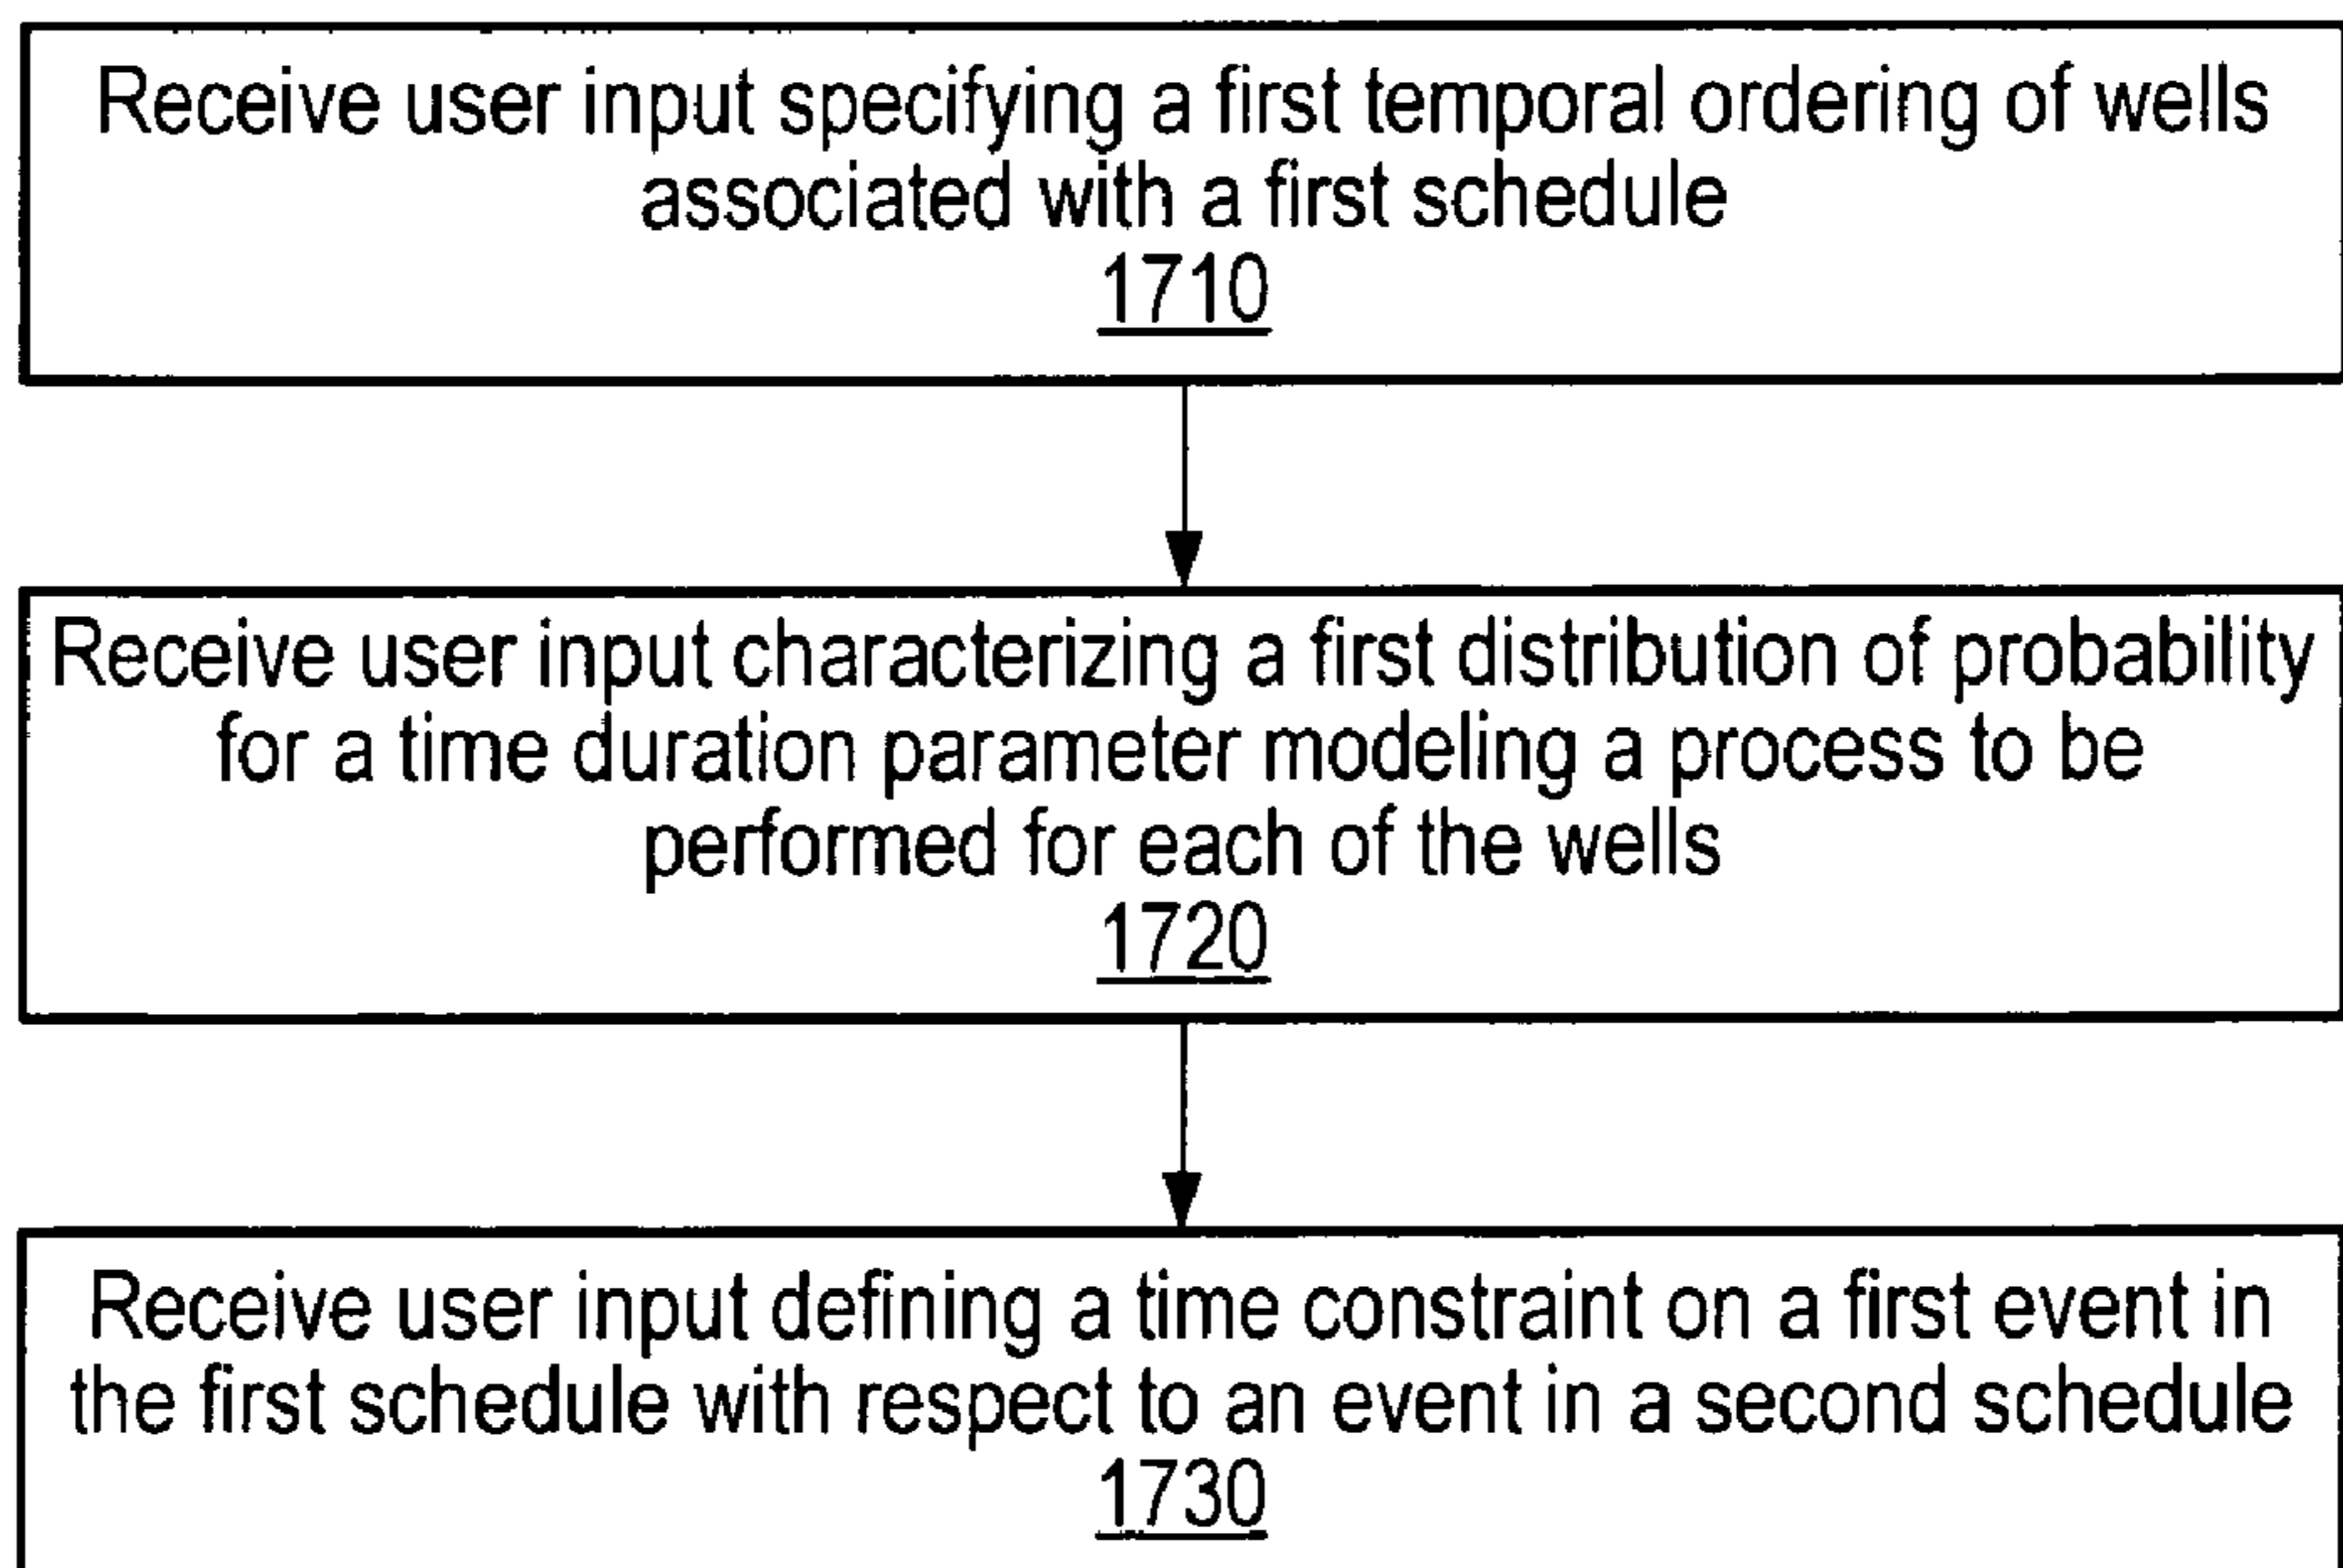 Receive user input specifying a first temporal ordering of wells
associated with a first schedule
1710
Receive user input characterizing a first distribution of probability
for a time duration parameter modeling a process to be
performed for each of the wells
1720
Receive user input defining a time constraint on a first event in
the first schedule with respect to an event in a second schedule
1730